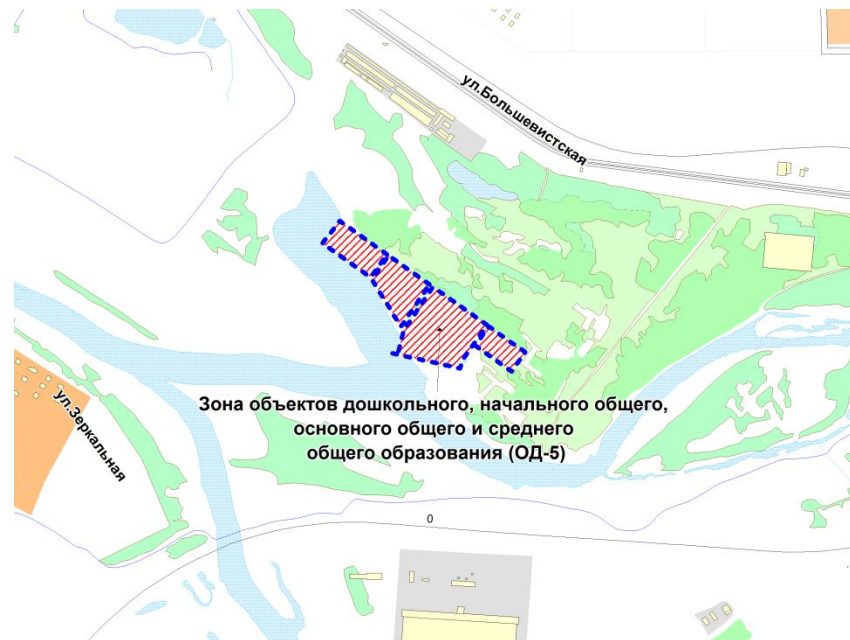 ул.Большевистская
ул.Зеркальная
Зона объектов дошкольного, начального общего,
основного общего и среднего
общего образования (ОД-5)
0